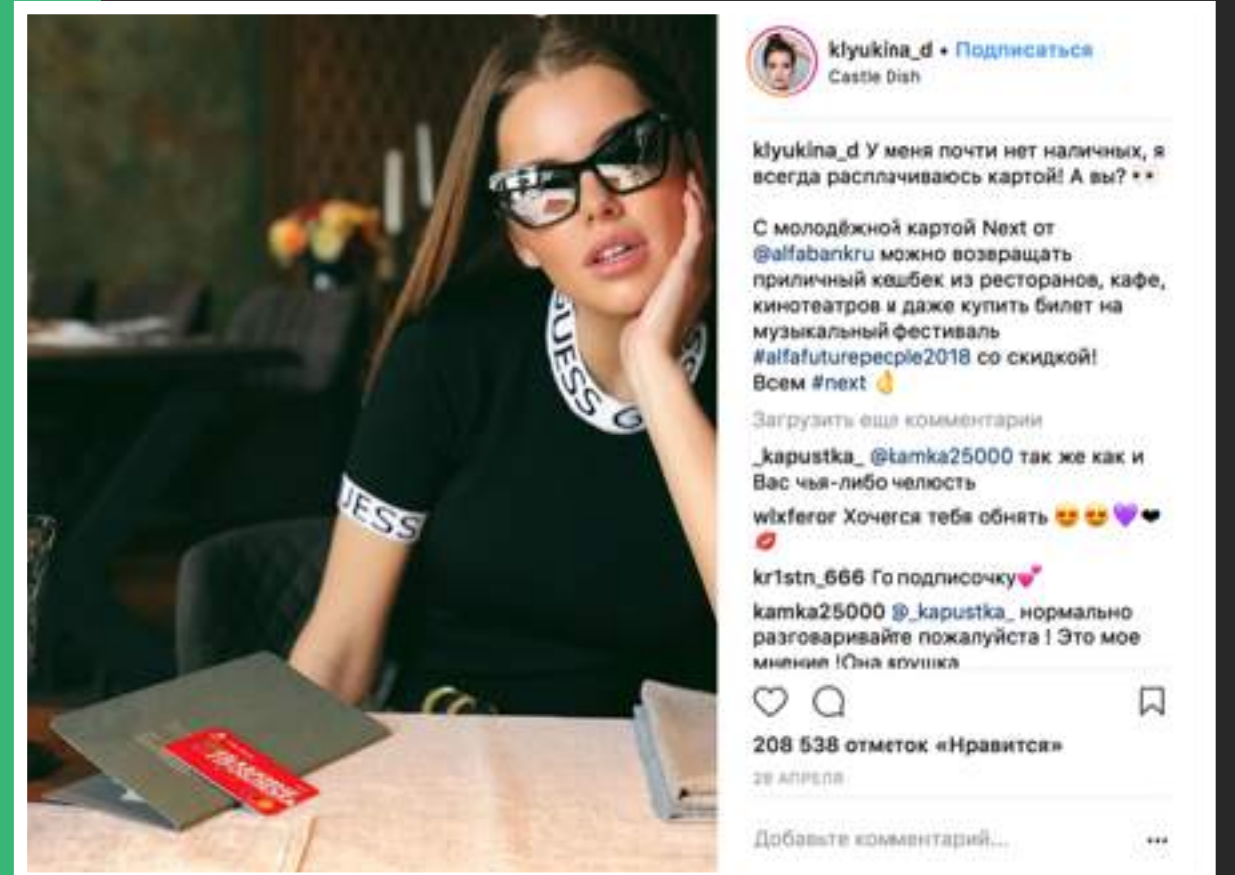 klyukina_d • Подписаться
Castle Dish
klyukina_d У меня почти нет наличных, я
всегда расплачиваюсь картой! А вы? 👀
С молодёжной картой Next от
@alfabankru можно возвращать
приличный кешбек из ресторанов, кафе,
кинотеатров и даже купить билет на
музыкальный фестиваль
#alfafuturepeople2018 со скидкой!
Всем #next 👌
Загрузить еще комментарии
_kapustka_ @kamka25000 так же как и
Вас чья-либо челюсть
wlxferor Хочется тебя обнять 😍😍💜❤
💋
kr1stn_666 Го подписочку💕
kamka25000 @_kapustka_ нормально
разговаривайте пожалуйста ! Это мое
мнение !Она врушка
208 538 отметок «Нравится»
28 АПРЕЛЯ
Добавьте комментарий...
GUESS G
UESS